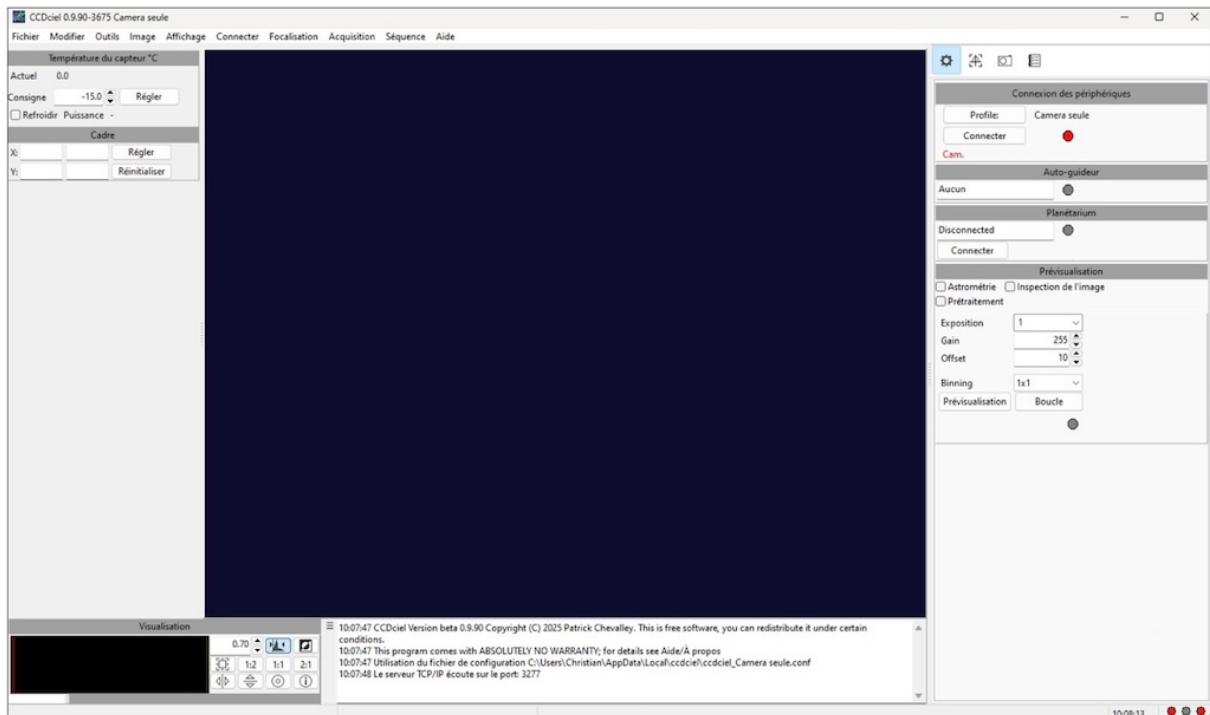 CCDciel 0.9.90-3675 Camera seule
Fichier Modifier Outils Image Affichage Connecter Focalisation Acquisition Séquence Aide
Température du capteur °C
Actuel 0.0
Consigne -15.0 Régler
Refroidir Puissance -
Cadre
X: Régler
Y: Réinitialiser
Connexion des périphériques
Profile: Camera seule
Connecter
Cam.
Auto-guideur
Aucun
Planétarium
Disconnected
Connecter
Prévisualisation
Astrométrie Inspection de l'image
Prétraitement
Exposition 1
Gain 255
Offset 10
Binning 1x1
Prévisualisation Boucle
Visualisation
0.70
1:2 1:1 2:1
10:07:47 CCDciel Version beta 0.9.90 Copyright (C) 2025 Patrick Chevalley. This is free software, you can redistribute it under certain
conditions.
10:07:47 This program comes with ABSOLUTELY NO WARRANTY; for details see Aide/À propos
10:07:47 Utilisation du fichier de configuration C:\Users\Christian\AppData\Local\ccdciel\ccdciel_Camera seule.conf
10:07:48 Le serveur TCP/IP écoute sur le port: 3277
10:08:13